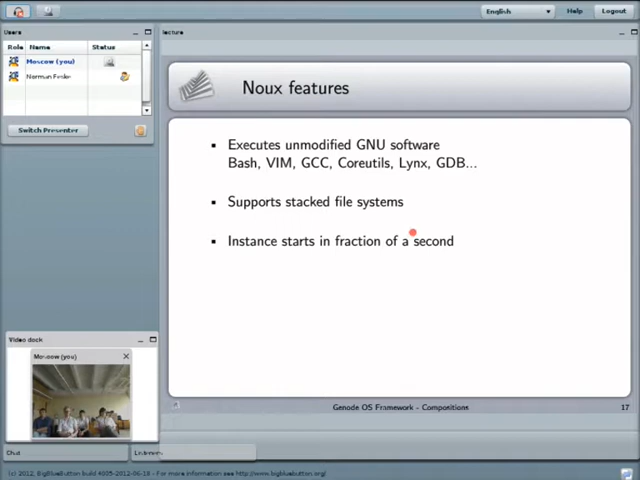 English
Help
Logout
Users
Role Name Status
Moscow (you)
Norman Feske
Switch Presenter
lecture
Noux features
Executes unmodified GNU software
Bash, VIM, GCC, Coreutils, Lynx, GDB...
Supports stacked file systems
Instance starts in fraction of a second
Genode OS Framework - Compositions
17
Video dock
Moscow (you)
Chat
Listeners
(c) 2012, BigBlueButton build 4005-2012-06-19 - For more information see http://www.bigbluebutton.org/